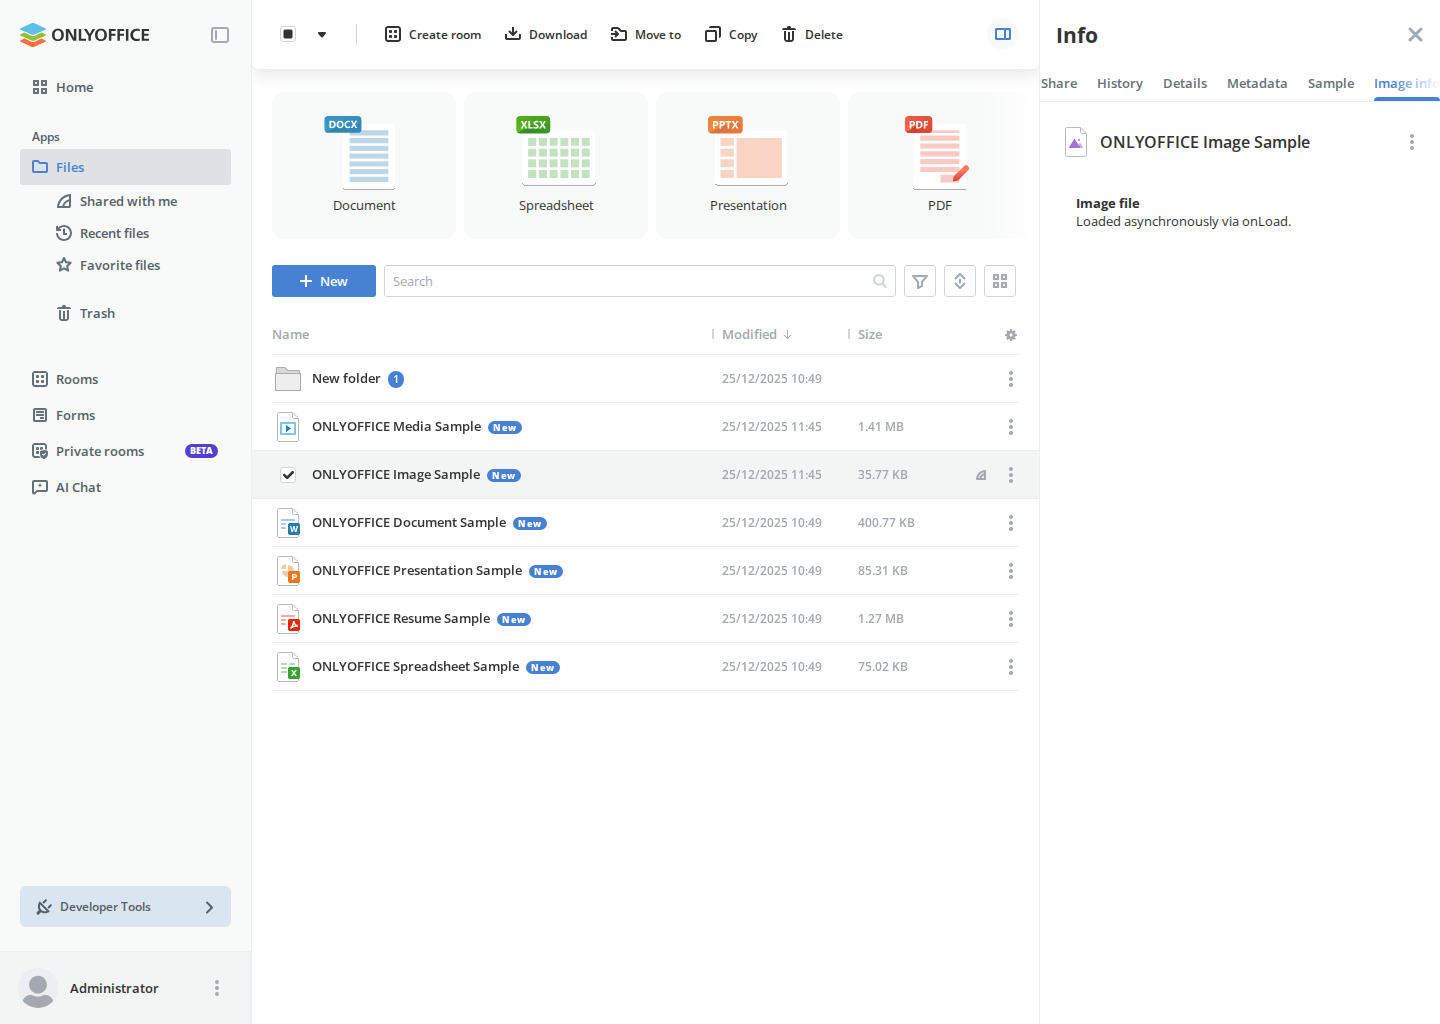 ONLYOFFICE
Home
Apps
Files
Shared with me
Recent files
Favorite files
Trash
Rooms
Forms
Private rooms BETA
AI Chat
Developer Tools
Administrator
Create room Download Move to Copy Delete
DOCX XLSX PPTX PDF
Document Spreadsheet Presentation PDF
New Search
Name Modified Size
New folder 1 25/12/2025 10:49
ONLYOFFICE Media Sample New 25/12/2025 11:45 1.41 MB
ONLYOFFICE Image Sample New 25/12/2025 11:45 35.77 KB
ONLYOFFICE Document Sample New 25/12/2025 10:49 400.77 KB
ONLYOFFICE Presentation Sample New 25/12/2025 10:49 85.31 KB
ONLYOFFICE Resume Sample New 25/12/2025 10:49 1.27 MB
ONLYOFFICE Spreadsheet Sample New 25/12/2025 10:49 75.02 KB
Info
Share History Details Metadata Sample Image info
ONLYOFFICE Image Sample
Image file
Loaded asynchronously via onLoad.